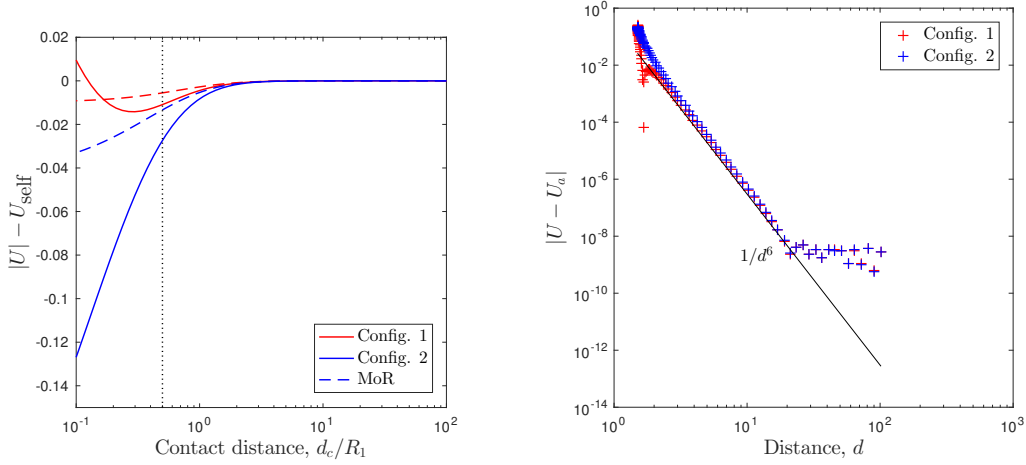 0.02
0
-0.02
-0.04
-0.06
-0.08
-0.1
-0.12
-0.14
|U| − U_self
10^-1
10^0
10^1
10^2
Contact distance, d_c/R_1
Config. 1
Config. 2
MoR
10^2
10^0
10^-2
10^-4
10^-6
10^-8
10^-10
10^-12
10^-14
|U − U_a|
10^0
10^1
10^2
10^3
Distance, d
Config. 1
Config. 2
1/d^6